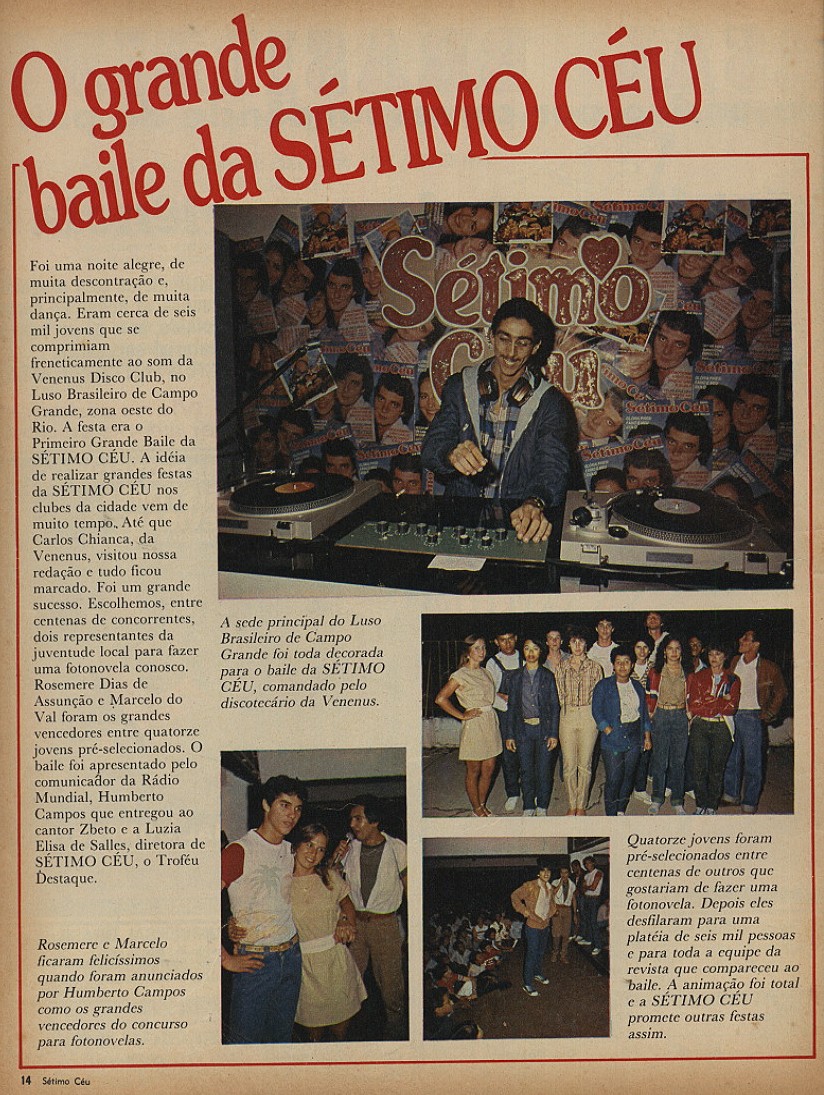 O grande
baile da SÉTIMO CÉU
Foi uma noite alegre, de
muita descontração e,
principalmente, de muita
dança. Eram cerca de seis
mil jovens que se
comprimiam
freneticamente ao som da
Venenus Disco Club, no
Luso Brasileiro de Campo
Grande, zona oeste do
Rio. A festa era o
Primeiro Grande Baile da
SÉTIMO CÉU. A idéia
de realizar grandes festas
da SÉTIMO CÉU nos
clubes da cidade vem de
muito tempo. Até que
Carlos Chianca, da
Venenus, visitou nossa
redação e tudo ficou
marcado. Foi um grande
sucesso. Escolhemos, entre
centenas de concorrentes,
dois representantes da
juventude local para fazer
uma fotonovela conosco.
Rosemere Dias de
Assunção e Marcelo do
Val foram os grandes
vencedores entre quatorze
jovens pré-selecionados. O
baile foi apresentado pelo
comunicador da Rádio
Mundial, Humberto
Campos que entregou ao
cantor Zbeto e a Luzia
Elisa de Salles, diretora de
SÉTIMO CÉU, o Troféu
Destaque.
Sétimo
Céu
A sede principal do Luso
Brasileiro de Campo
Grande foi toda decorada
para o baile da SÉTIMO
CÉU, comandado pelo
discotecário da Venenus.
Rosemere e Marcelo
ficaram felicíssimos
quando foram anunciados
por Humberto Campos
como os grandes
vencedores do concurso
para fotonovelas.
Quatorze jovens foram
pré-selecionados entre
centenas de outros que
gostariam de fazer uma
fotonovela. Depois eles
desfilaram para uma
platéia de seis mil pessoas
e para toda a equipe da
revista que compareceu ao
baile. A animação foi total
e a SÉTIMO CÉU
promete outras festas
assim.
14 Sétimo Céu